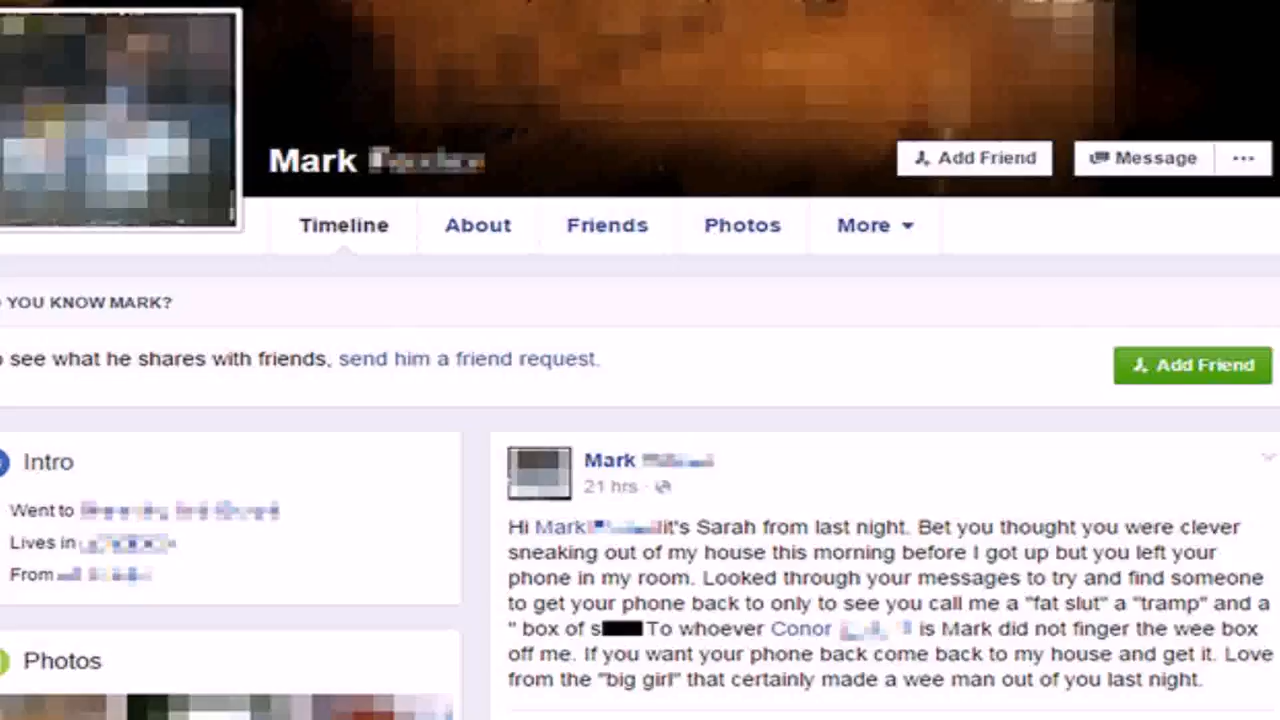 Mark
Add Friend
Message
Timeline
About
Friends
Photos
More
YOU KNOW MARK?
see what he shares with friends, send him a friend request.
Add Friend
Intro
Went to
Lives in
From
Photos
Mark
21 hrs ·
Hi Mark it's Sarah from last night. Bet you thought you were clever
sneaking out of my house this morning before I got up but you left your
phone in my room. Looked through your messages to try and find someone
to get your phone back to only to see you call me a "fat slut" a "tramp" and a
" box of s To whoever Conor is Mark did not finger the wee box
off me. If you want your phone back come back to my house and get it. Love
from the "big girl" that certainly made a wee man out of you last night.